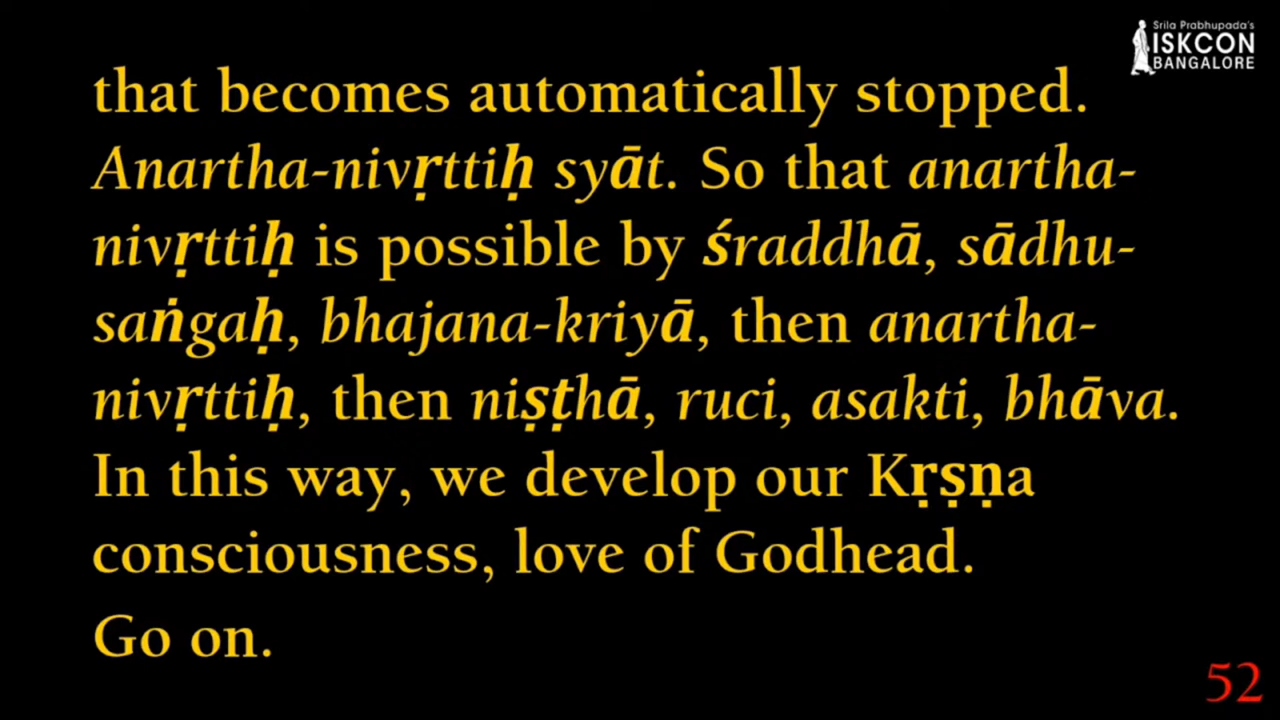 Srila Prabhupada's
ISKCON
BANGALORE
that becomes automatically stopped.
Anartha-nivṛttiḥ syāt. So that anartha-
nivṛttiḥ is possible by śraddhā, sādhu-
saṅgaḥ, bhajana-kriyā, then anartha-
nivṛttiḥ, then niṣṭhā, ruci, asakti, bhāva.
In this way, we develop our Kṛṣṇa
consciousness, love of Godhead.
Go on.
52